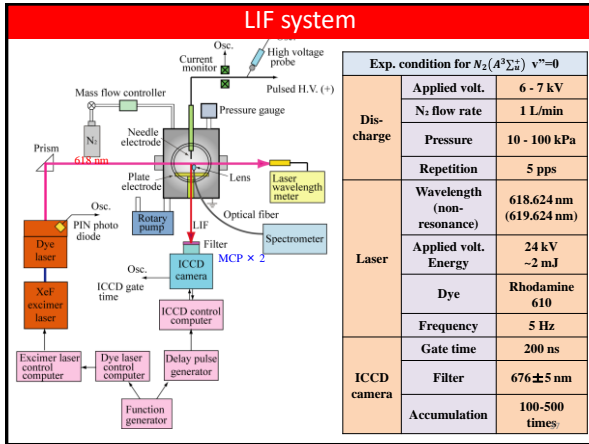 LIF system
Osc.
Current
monitor
High voltage
probe
Pulsed H.V. (+)
Mass flow controller
Pressure gauge
N₂
Needle
electrode
Prism
618 nm
Plate
electrode
Lens
Laser
wavelength
meter
Osc.
PIN photo
diode
Rotary
pump
Optical fiber
LIF
Spectrometer
Dye
laser
Filter
MCP × 2
ICCD
camera
Osc.
ICCD gate
time
XeF
excimer
laser
ICCD control
computer
Excimer laser
control
computer
Dye laser
control
computer
Delay pulse
generator
Function
generator
Exp. condition for N₂(A³Σᵤ⁺) v"=0
Dis-
charge
Applied volt.
6 - 7 kV
N₂ flow rate
1 L/min
Pressure
10 - 100 kPa
Repetition
5 pps
Laser
Wavelength
(non-
resonance)
618.624 nm
(619.624 nm)
Applied volt.
Energy
24 kV
~2 mJ
Dye
Rhodamine
610
Frequency
5 Hz
ICCD
camera
Gate time
200 ns
Filter
676±5 nm
Accumulation
100-500
times